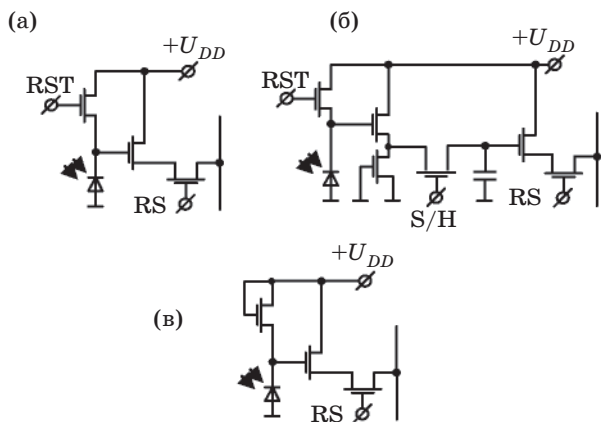 (а)
+U_DD
RST
RS
(б)
+U_DD
RST
S/H
RS
(в)
+U_DD
RS